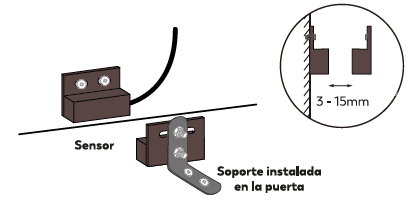 3 - 15mm
Sensor
Soporte instalada
en la puerta